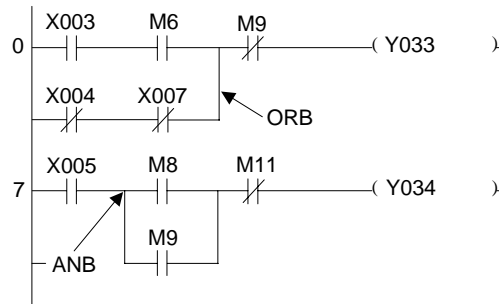 X003 M6 M9
0 ( Y033 )
X004 X007
ORB
X005 M8 M11
7 ( Y034 )
M9
ANB